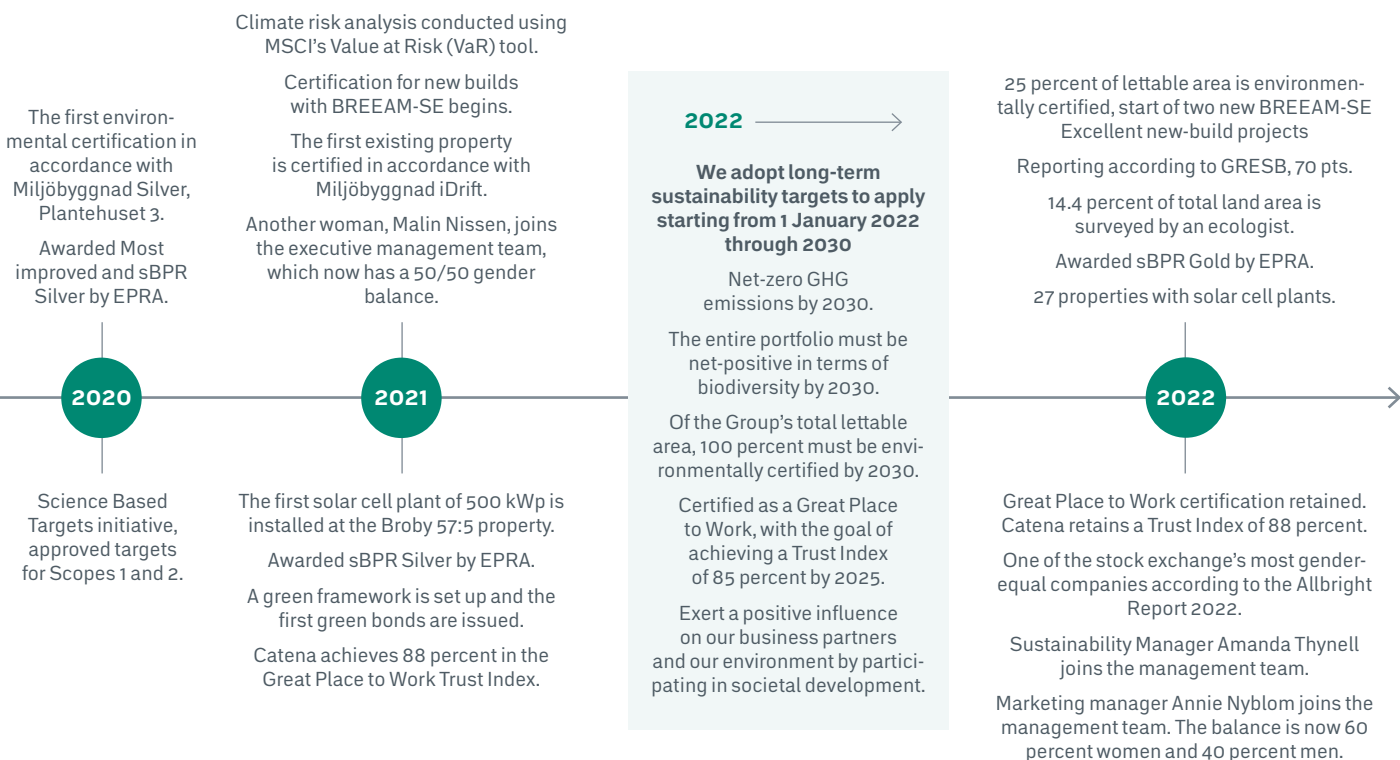 The first environ-
mental certification in
accordance with
Miljöbyggnad Silver,
Plantehuset 3.
Awarded Most
improved and sBPR
Silver by EPRA.
2020
Science Based
Targets initiative,
approved targets
for Scopes 1 and 2.
Climate risk analysis conducted using
MSCI’s Value at Risk (VaR) tool.
Certification for new builds
with BREEAM-SE begins.
The first existing property
is certified in accordance with
Miljöbyggnad iDrift.
Another woman, Malin Nissen, joins
the executive management team,
which now has a 50/50 gender
balance.
2021
The first solar cell plant of 500 kWp is
installed at the Broby 57:5 property.
Awarded sBPR Silver by EPRA.
A green framework is set up and the
first green bonds are issued.
Catena achieves 88 percent in the
Great Place to Work Trust Index.
2022
We adopt long-term
sustainability targets to apply
starting from 1 January 2022
through 2030
Net-zero GHG
emissions by 2030.
The entire portfolio must be
net-positive in terms of
biodiversity by 2030.
Of the Group’s total lettable
area, 100 percent must be envi-
ronmentally certified by 2030.
Certified as a Great Place
to Work, with the goal of
achieving a Trust Index
of 85 percent by 2025.
Exert a positive influence
on our business partners
and our environment by partici-
pating in societal development.
25 percent of lettable area is environmen-
tally certified, start of two new BREEAM-SE
Excellent new-build projects
Reporting according to GRESB, 70 pts.
14.4 percent of total land area is
surveyed by an ecologist.
Awarded sBPR Gold by EPRA.
27 properties with solar cell plants.
2022
Great Place to Work certification retained.
Catena retains a Trust Index of 88 percent.
One of the stock exchange’s most gender-
equal companies according to the Allbright
Report 2022.
Sustainability Manager Amanda Thynell
joins the management team.
Marketing manager Annie Nyblom joins the
management team. The balance is now 60
percent women and 40 percent men.